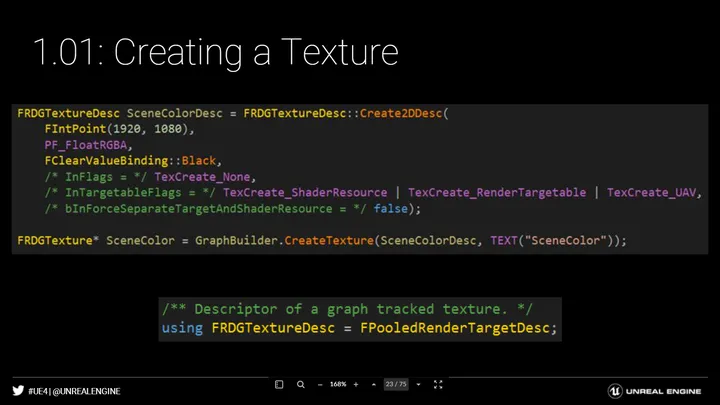 1.01: Creating a Texture
FRDGTextureDesc SceneColorDesc = FRDGTextureDesc::Create2DDesc(
FIntPoint(1920, 1080),
PF_FloatRGBA,
FClearValueBinding::Black,
/* InFlags = */ TexCreate_None,
/* InTargetableFlags = */ TexCreate_ShaderResource | TexCreate_RenderTargetable | TexCreate_UAV,
/* bInForceSeparateTargetAndShaderResource = */ false);
FRDGTexture* SceneColor = GraphBuilder.CreateTexture(SceneColorDesc, TEXT("SceneColor"));
/** Descriptor of a graph tracked texture. */
using FRDGTextureDesc = FPooledRenderTargetDesc;
#UE4 | @UNREALENGINE
168%
23 / 75
UNREAL ENGINE